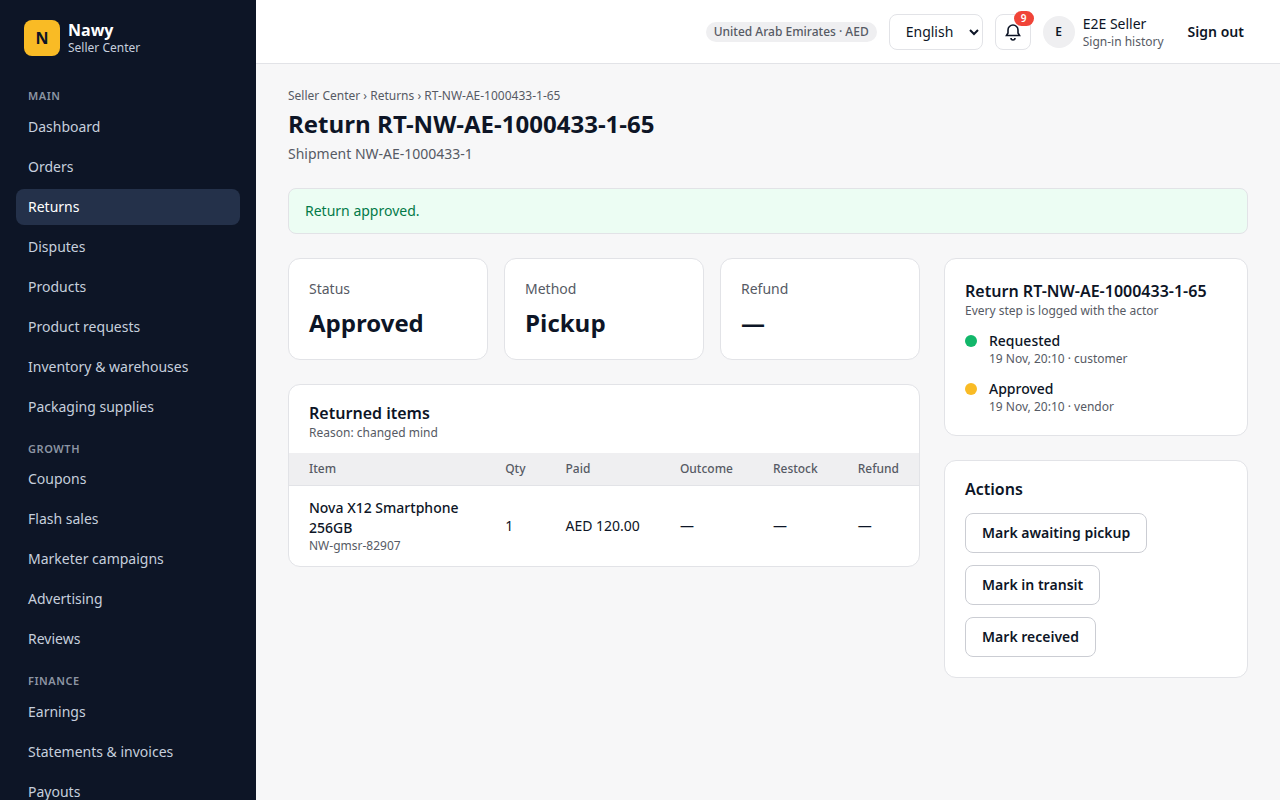 N
Nawy
Seller Center
MAIN
Dashboard
Orders
Returns
Disputes
Products
Product requests
Inventory & warehouses
Packaging supplies
GROWTH
Coupons
Flash sales
Marketer campaigns
Advertising
Reviews
FINANCE
Earnings
Statements & invoices
Payouts
United Arab Emirates · AED
English
9
E
E2E Seller
Sign-in history
Sign out
Seller Center › Returns › RT-NW-AE-1000433-1-65
Return RT-NW-AE-1000433-1-65
Shipment NW-AE-1000433-1
Return approved.
Status
Approved
Method
Pickup
Refund
—
Returned items
Reason: changed mind
Item Qty Paid Outcome Restock Refund
Nova X12 Smartphone
256GB
NW-gmsr-82907
1 AED 120.00 — — —
Return RT-NW-AE-1000433-1-65
Every step is logged with the actor
Requested
19 Nov, 20:10 · customer
Approved
19 Nov, 20:10 · vendor
Actions
Mark awaiting pickup
Mark in transit
Mark received